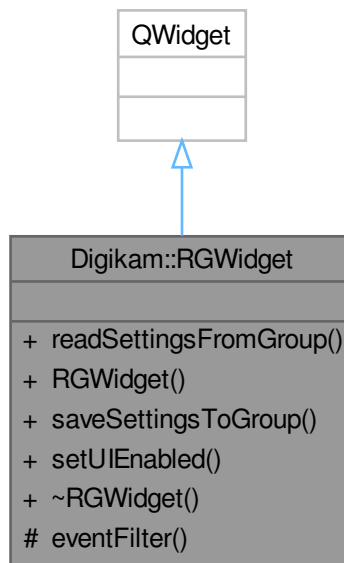 QWidget
Digikam::RGWidget
+ readSettingsFromGroup()
+ RGWidget()
+ saveSettingsToGroup()
+ setUIEnabled()
+ ~RGWidget()
# eventFilter()